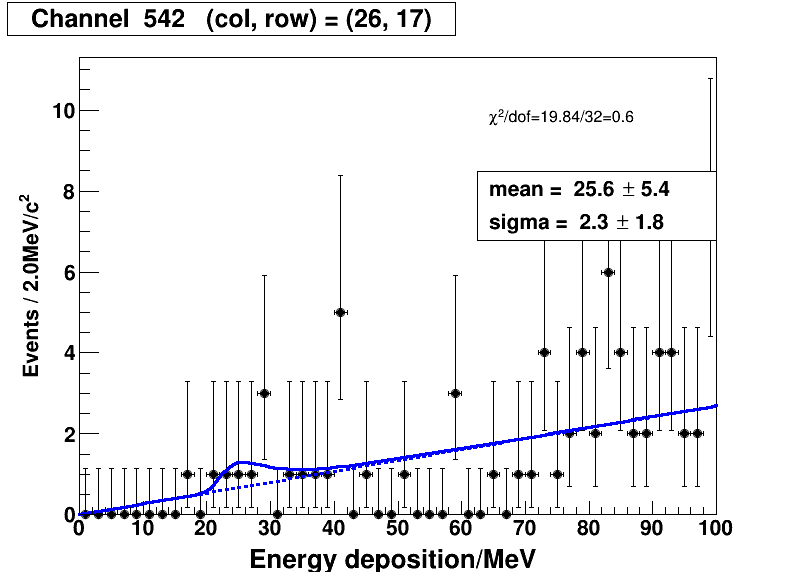 Channel 542 (col, row) = (26, 17)
χ²/dof=19.84/32=0.6
mean = 25.6 ± 5.4
sigma = 2.3 ± 1.8
Events / 2.0MeV/c²
10
8
6
4
2
0
0 10 20 30 40 50 60 70 80 90 100
Energy deposition/MeV